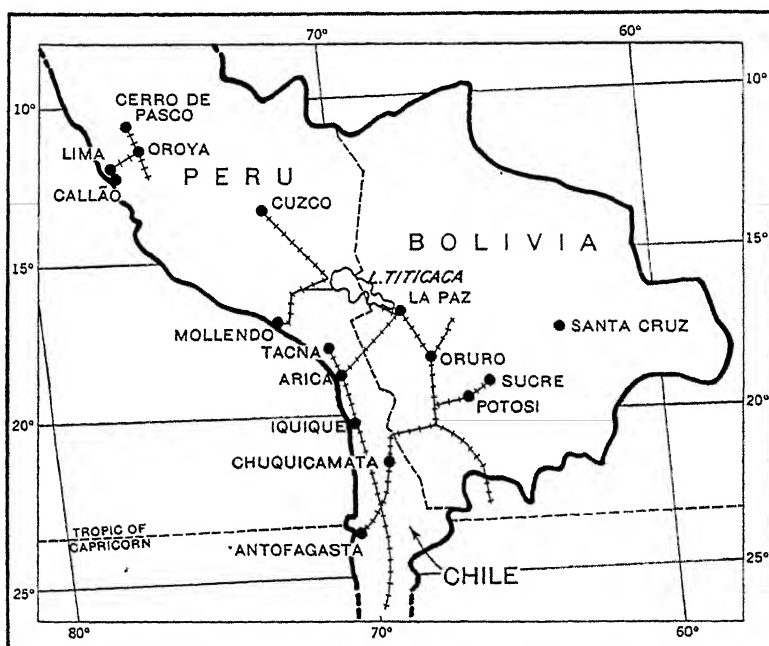 70°
60°
10°
10°
CERRO DE
PASCO
LIMA
OROYA
PERU
CALLÃO
CUZCO
BOLIVIA
15°
15°
L. TITICACA
LA PAZ
MOLLENDO
SANTA CRUZ
TACÑA
ORURO
ARICA
SUCRE
POTOSI
20°
20°
IQUIQUE
CHUQUICAMATA
TROPIC OF
CAPRICORN
ANTOFAGASTA
25°
25°
CHILE
80°
70°
60°